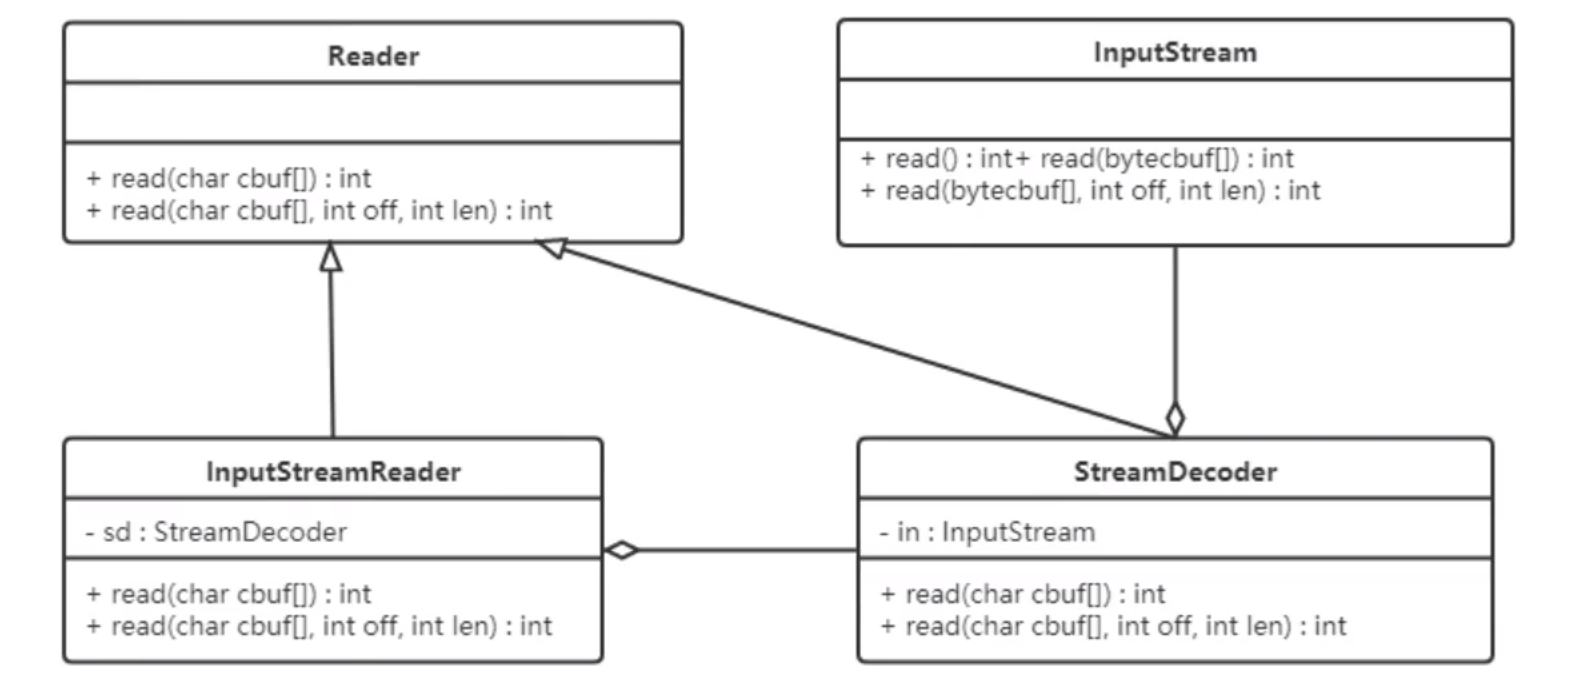 Reader
+ read(char cbuf[]) : int
+ read(char cbuf[], int off, int len) : int
InputStream
+ read() : int+ read(bytecbuf[]) : int
+ read(bytecbuf[], int off, int len) : int
InputStreamReader
- sd : StreamDecoder
+ read(char cbuf[]) : int
+ read(char cbuf[], int off, int len) : int
StreamDecoder
- in : InputStream
+ read(char cbuf[]) : int
+ read(char cbuf[], int off, int len) : int